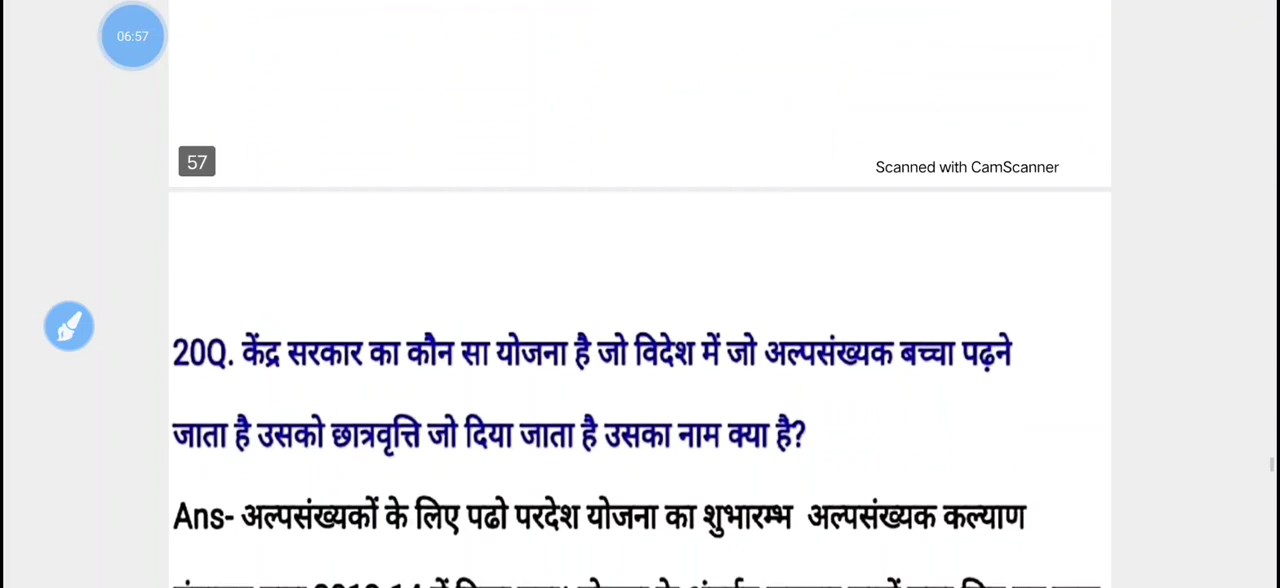 06:57
57
Scanned with CamScanner
20Q. केंद्र सरकार का कौन सा योजना है जो विदेश में जो अल्पसंख्यक बच्चा पढ़ने
जाता है उसको छात्रवृत्ति जो दिया जाता है उसका नाम क्या है?
Ans- अल्पसंख्यकों के लिए पढो परदेश योजना का शुभारम्भ अल्पसंख्यक कल्याण